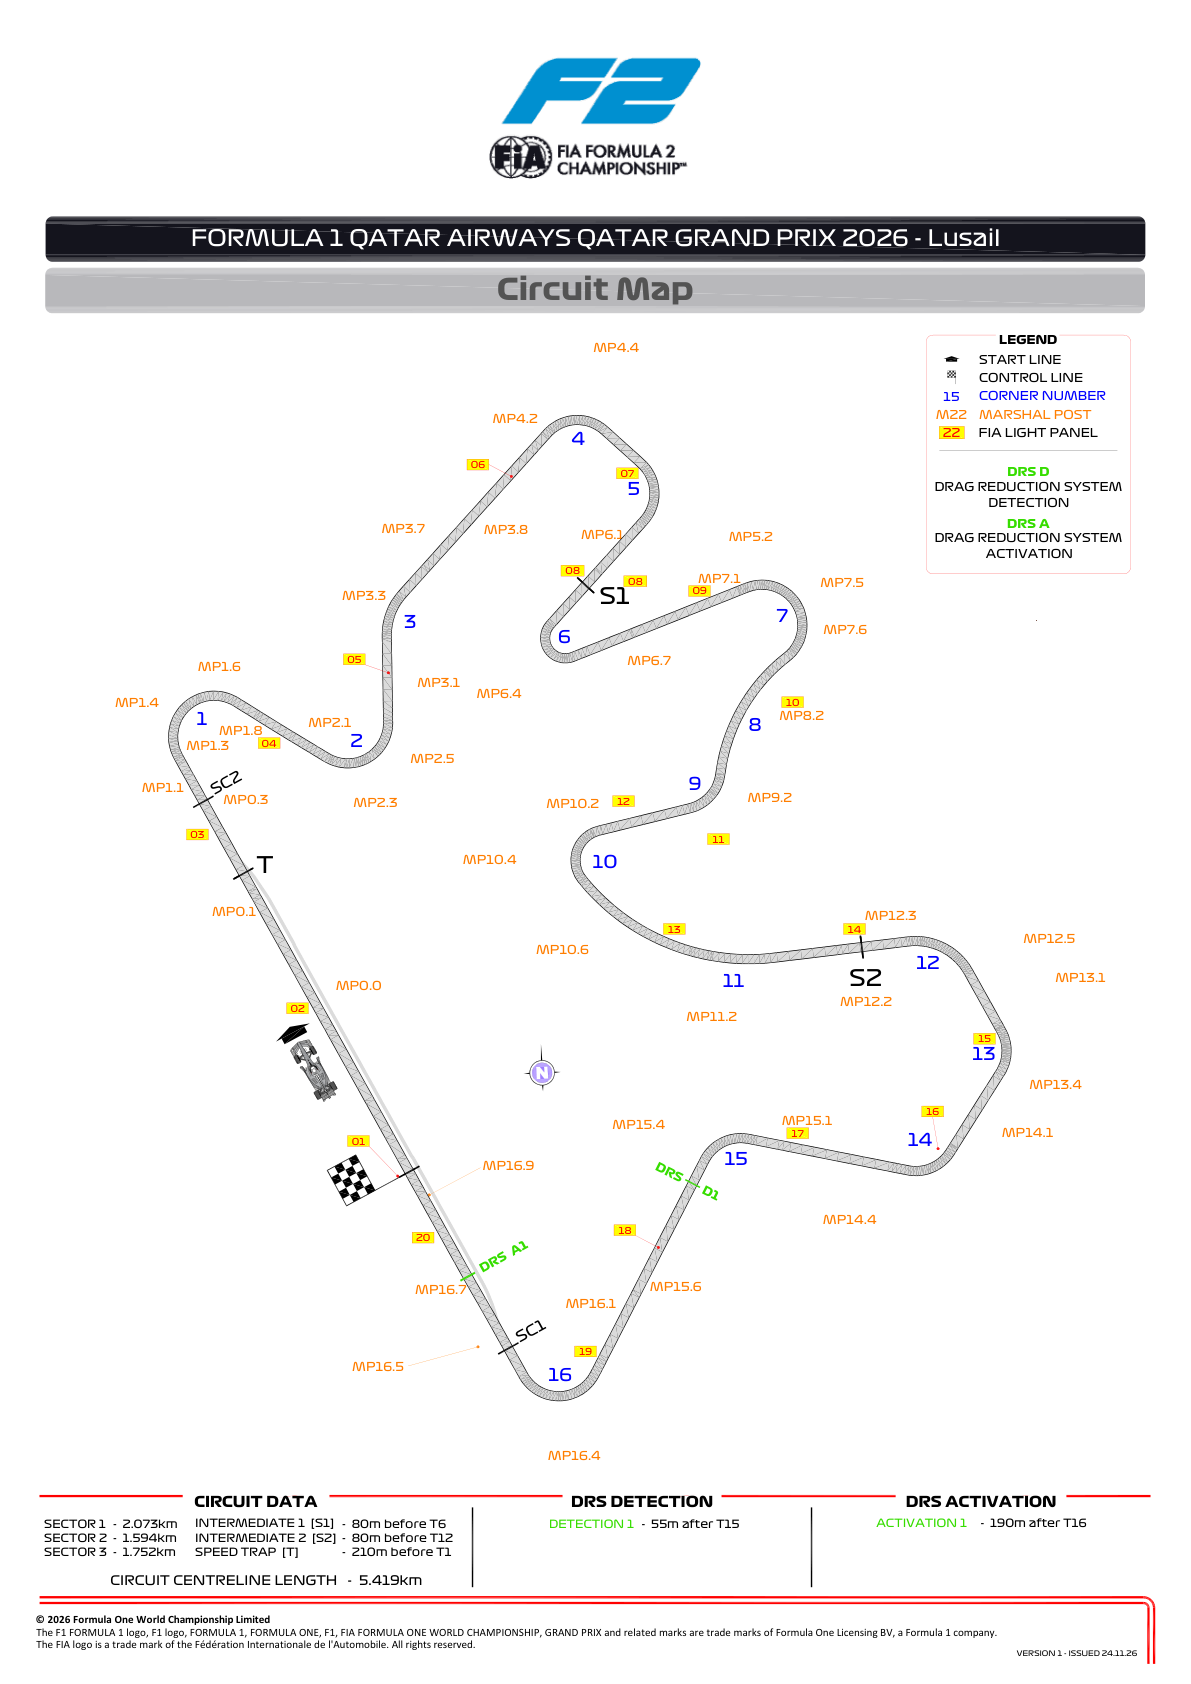 F2
FIA
FIA FORMULA 2
CHAMPIONSHIP™
FORMULA 1 QATAR AIRWAYS QATAR GRAND PRIX 2026 - Lusail
Circuit Map
LEGEND
START LINE
CONTROL LINE
15 CORNER NUMBER
M22 MARSHAL POST
22 FIA LIGHT PANEL
DRS D
DRAG REDUCTION SYSTEM
DETECTION
DRS A
DRAG REDUCTION SYSTEM
ACTIVATION
MP4.4
MP4.2
4
06
07
5
MP3.7
MP3.8
MP6.1
MP5.2
08
08
S1
MP7.1
09
MP7.5
MP3.3
3
7
MP7.6
6
05
MP6.7
MP1.6
MP3.1
MP6.4
MP1.4
10
MP8.2
1
MP1.8
MP2.1
8
MP1.3
04
2
MP2.5
SC2
MP1.1
9
MP0.3
MP2.3
MP10.2
12
MP9.2
03
11
T
MP10.4
10
MP0.1
MP12.3
13
14
MP12.5
MP10.6
12
11
S2
MP13.1
MP0.0
MP12.2
02
MP11.2
15
13
N
MP13.4
16
MP15.4
MP15.1
17
14
MP14.1
01
15
MP16.9
DRS D1
MP14.4
20
18
DRS A1
MP16.7
MP15.6
MP16.1
SC1
19
MP16.5
16
MP16.4
CIRCUIT DATA
SECTOR 1 - 2.073km
SECTOR 2 - 1.594km
SECTOR 3 - 1.752km
INTERMEDIATE 1 [S1] - 80m before T6
INTERMEDIATE 2 [S2] - 80m before T12
SPEED TRAP [T] - 210m before T1
CIRCUIT CENTRELINE LENGTH - 5.419km
DRS DETECTION
DETECTION 1 - 55m after T15
DRS ACTIVATION
ACTIVATION 1 - 190m after T16
© 2026 Formula One World Championship Limited
The F1 FORMULA 1 logo, F1 logo, FORMULA 1, FORMULA ONE, F1, FIA FORMULA ONE WORLD CHAMPIONSHIP, GRAND PRIX and related marks are trade marks of Formula One Licensing BV, a Formula 1 company.
The FIA logo is a trade mark of the Fédération Internationale de l'Automobile. All rights reserved.
VERSION 1 - ISSUED 24.11.26